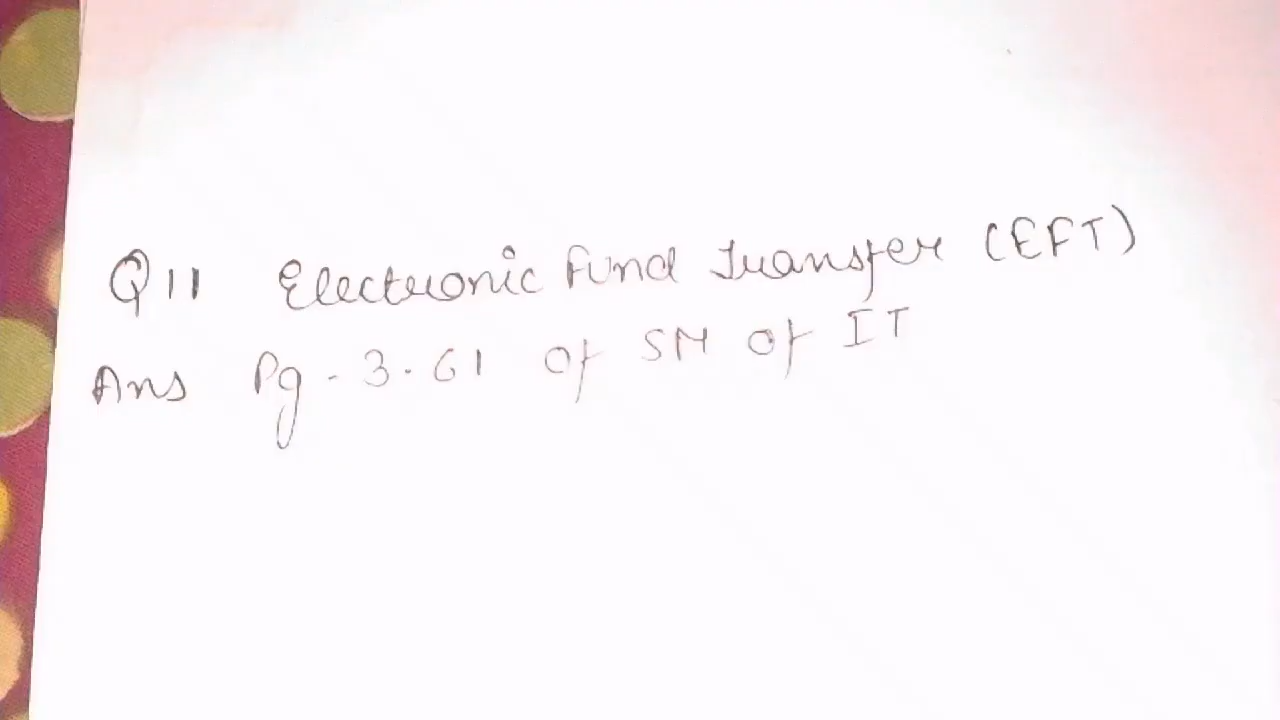 Q11 Electronic Fund Transfer (EFT)
Ans Pg - 3.61 of SM of IT